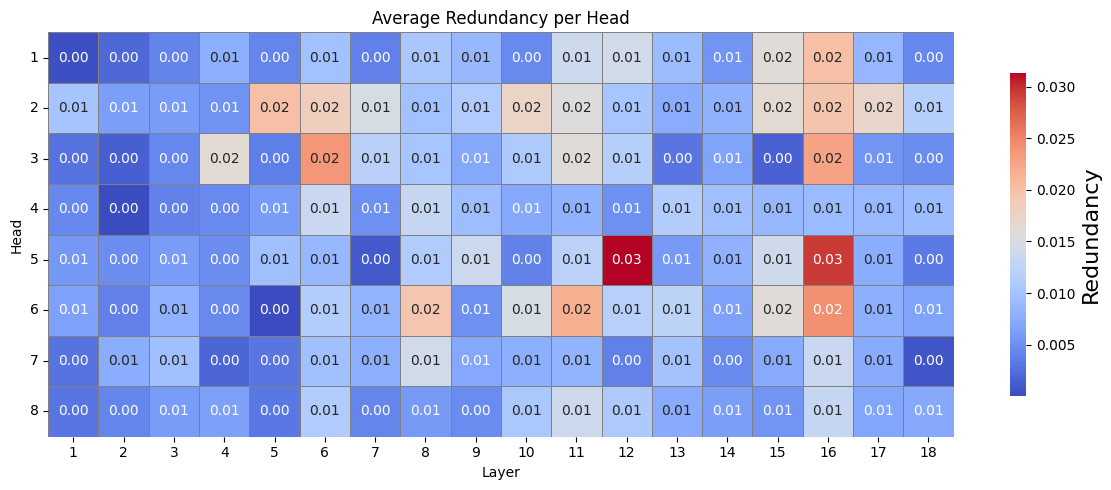 Average Redundancy per Head
1 0.00 0.00 0.00 0.01 0.00 0.01 0.00 0.01 0.01 0.00 0.01 0.01 0.01 0.01 0.02 0.02 0.01 0.00
2 0.01 0.01 0.01 0.01 0.02 0.02 0.01 0.01 0.01 0.02 0.02 0.01 0.01 0.01 0.02 0.02 0.02 0.01
3 0.00 0.00 0.00 0.02 0.00 0.02 0.01 0.01 0.01 0.01 0.02 0.01 0.00 0.01 0.00 0.02 0.01 0.00
4 0.00 0.00 0.00 0.00 0.01 0.01 0.01 0.01 0.01 0.01 0.01 0.01 0.01 0.01 0.01 0.01 0.01 0.01
5 0.01 0.00 0.01 0.00 0.01 0.01 0.00 0.01 0.01 0.00 0.01 0.03 0.01 0.01 0.01 0.03 0.01 0.00
6 0.01 0.00 0.01 0.00 0.00 0.01 0.01 0.02 0.01 0.01 0.02 0.01 0.01 0.01 0.02 0.02 0.01 0.01
7 0.00 0.01 0.01 0.00 0.00 0.01 0.01 0.01 0.01 0.01 0.01 0.00 0.01 0.00 0.01 0.01 0.01 0.00
8 0.00 0.00 0.01 0.01 0.00 0.01 0.00 0.01 0.00 0.01 0.01 0.01 0.01 0.01 0.01 0.01 0.01 0.01
1 2 3 4 5 6 7 8 9 10 11 12 13 14 15 16 17 18
Layer
Head
0.030
0.025
0.020
0.015
0.010
0.005
Redundancy